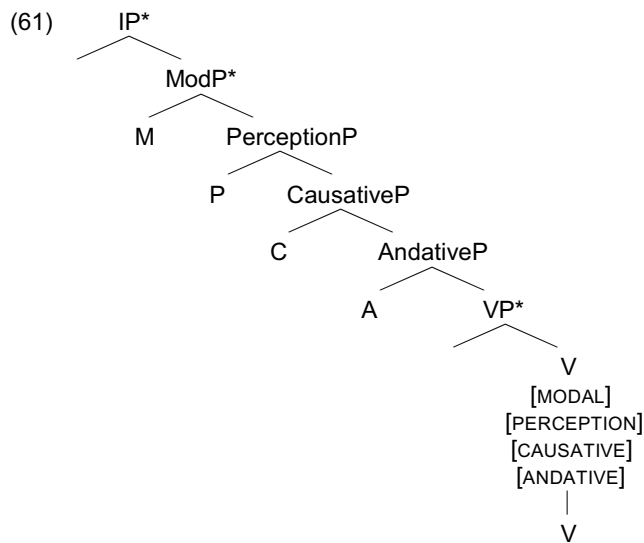 (61) IP*
ModP*
M PerceptionP
P CausativeP
C AndativeP
A VP*
V
[MODAL]
[PERCEPTION]
[CAUSATIVE]
[ANDATIVE]
V